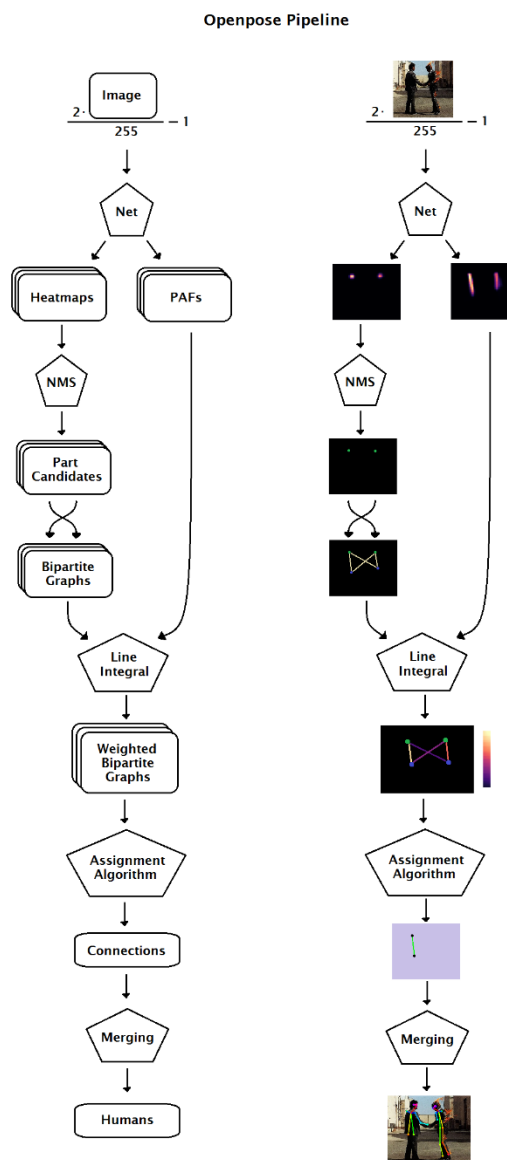 Openpose Pipeline
Image
2·
255
− 1
Net
Heatmaps
PAFs
NMS
Part
Candidates
Bipartite
Graphs
Line
Integral
Weighted
Bipartite
Graphs
Assignment
Algorithm
Connections
Merging
Humans
2·
255
− 1
Net
NMS
Line
Integral
Assignment
Algorithm
Merging